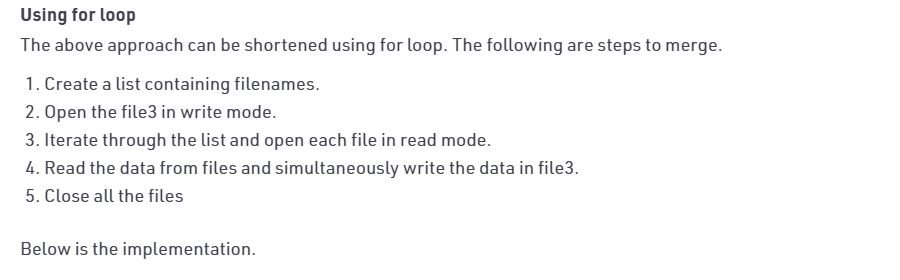 Using for loop
The above approach can be shortened using for loop. The following are steps to merge.
1. Create a list containing filenames.
2. Open the file3 in write mode.
3. Iterate through the list and open each file in read mode.
4. Read the data from files and simultaneously write the data in file3.
5. Close all the files
Below is the implementation.